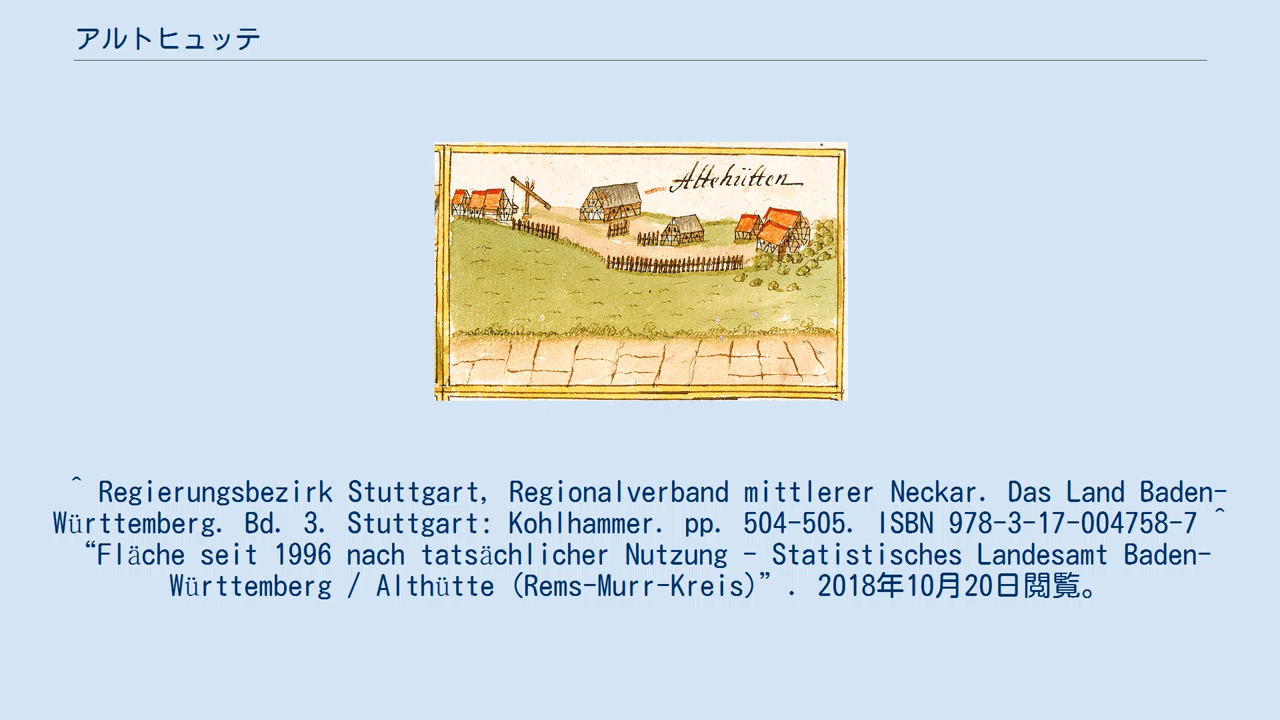 アルトヒュッテ
Altehütten
^ Regierungsbezirk Stuttgart, Regionalverband mittlerer Neckar. Das Land Baden-
Württemberg. Bd. 3. Stuttgart: Kohlhammer. pp. 504-505. ISBN 978-3-17-004758-7 ^
“Fläche seit 1996 nach tatsächlicher Nutzung - Statistisches Landesamt Baden-
Württemberg / Althütte (Rems-Murr-Kreis)” . 2018年10月20日閲覧。